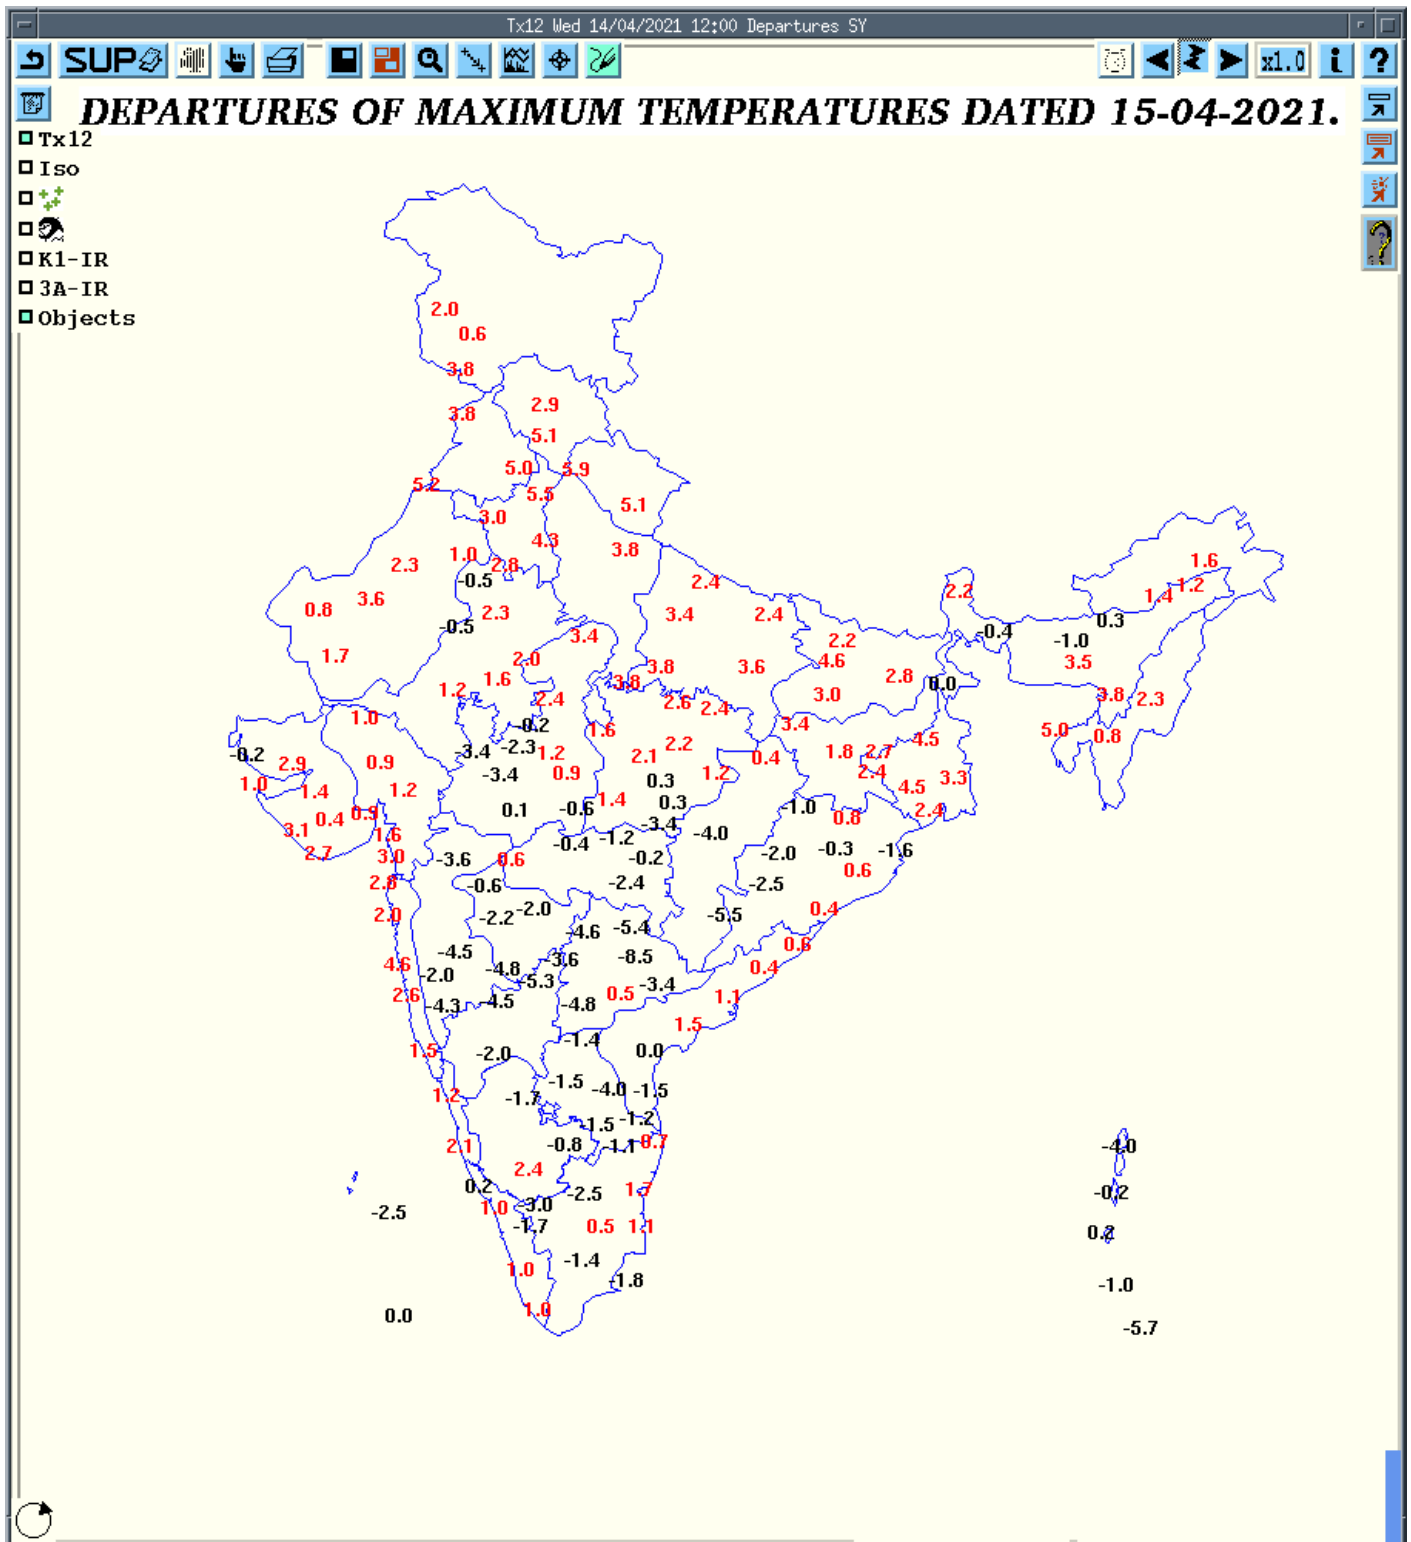 Tx12 Wed 14/04/2021 12:00 Departures SY
SUP x1.0 i ?
DEPARTURES OF MAXIMUM TEMPERATURES DATED 15-04-2021.
Tx12
Iso
K1-IR
3A-IR
Objects
2.0
0.6
3.8
2.9
3.8
5.1
5.0 5.9
5.2 5.5
5.1
3.0
4.3
3.8
1.0
2.3 2.8
-0.5 2.4
1.6
1.2
2.2 1.4
3.6
0.8 2.3 3.4 2.4
-0.5 0.3
3.4 2.2 -0.4 -1.0
1.7 2.0 3.8 3.6 4.6 3.5
1.6 3.8 2.8 0.0
1.2 2.4 2.6 2.4 3.0 3.8 2.3
1.0 -0.2 1.6 3.4 5.0 0.8
-0.2 -3.4 -2.3 1.2 2.1 2.2 0.4 1.8 2.7 4.5
2.9 0.9 -3.4 0.9 0.3 1.2 2.4 3.3
1.0 1.4 1.2 1.4 0.3 4.5
0.4 0.9 0.1 -0.6 -1.0 0.8 2.4
3.1 1.6 -3.4 -4.0
2.7 3.0 -3.6 0.6 -0.4 -1.2 -0.2 -2.0 -0.3 -1.6
2.8 -0.6 -2.4 -2.5 0.6
2.0 -2.2 -2.0 -5.5 0.4
-4.6 -5.4
4.6 -4.5 -4.8 -3.6 -8.5 0.6
-2.0 -5.3 -3.4 0.4
2.6 -4.3 -4.5 -4.8 0.5 1.1
1.5
1.5 -2.0 -1.4 0.0
1.2 -1.7 -1.5 -4.0 -1.5
-1.5 -1.2
2.1 -0.8 -1.1 0.7 -4.0
2.4
0.2 -2.5 1.7 -0.2
-2.5 1.0 -3.0
-1.7 0.5 1.1 0.2
1.0 -1.4
-1.8 -1.0
0.0 1.0
-5.7